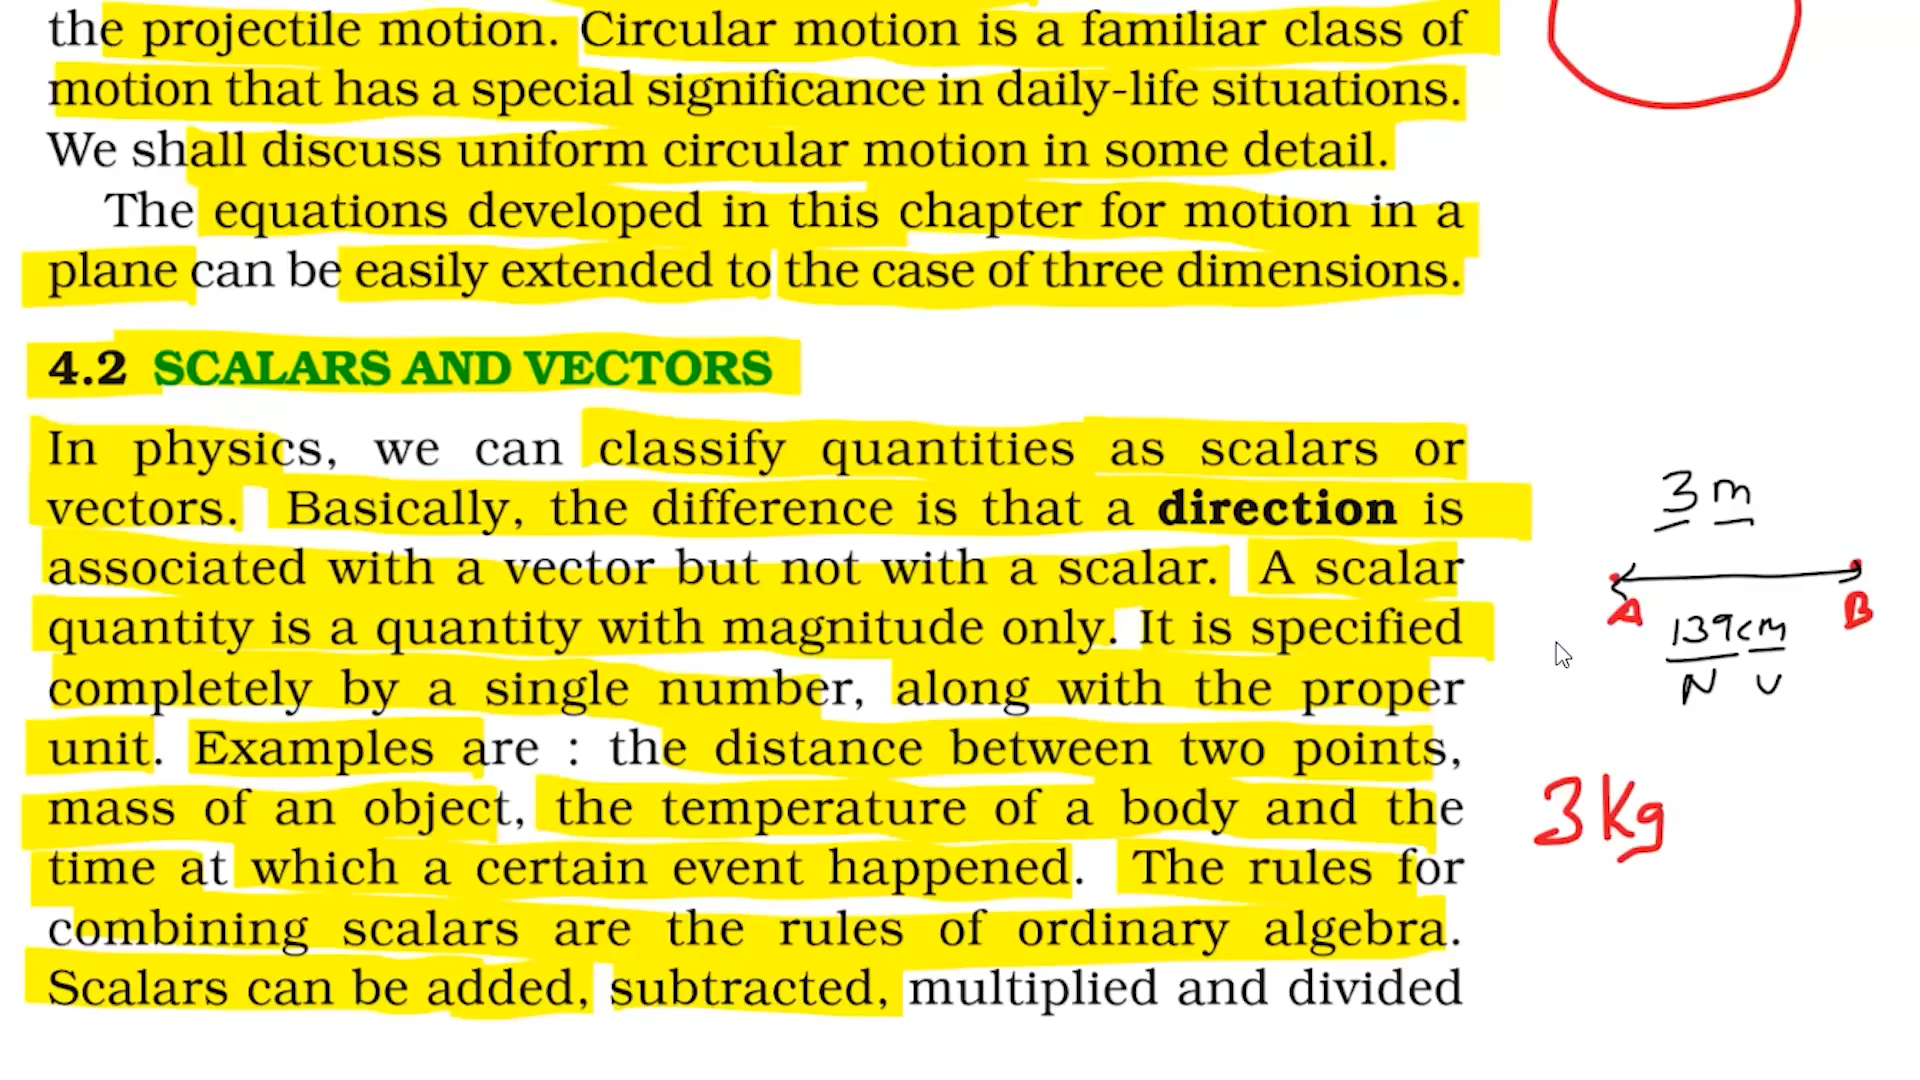 the projectile motion. Circular motion is a familiar class of
motion that has a special significance in daily-life situations.
We shall discuss uniform circular motion in some detail.
The equations developed in this chapter for motion in a
plane can be easily extended to the case of three dimensions.
4.2 SCALARS AND VECTORS
In physics, we can classify quantities as scalars or
vectors. Basically, the difference is that a direction is
associated with a vector but not with a scalar. A scalar
quantity is a quantity with magnitude only. It is specified
completely by a single number, along with the proper
unit. Examples are : the distance between two points,
mass of an object, the temperature of a body and the
time at which a certain event happened. The rules for
combining scalars are the rules of ordinary algebra.
Scalars can be added, subtracted, multiplied and divided
3 m
A B
139cm
N U
3 Kg